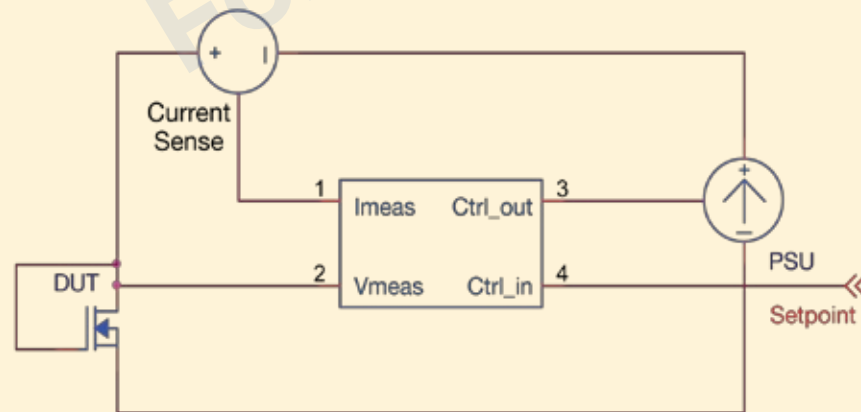 + I
Current
Sense
1
Imeas
Ctrl_out
3
+
−
2
DUT
Vmeas
Ctrl_in
4
PSU
Setpoint